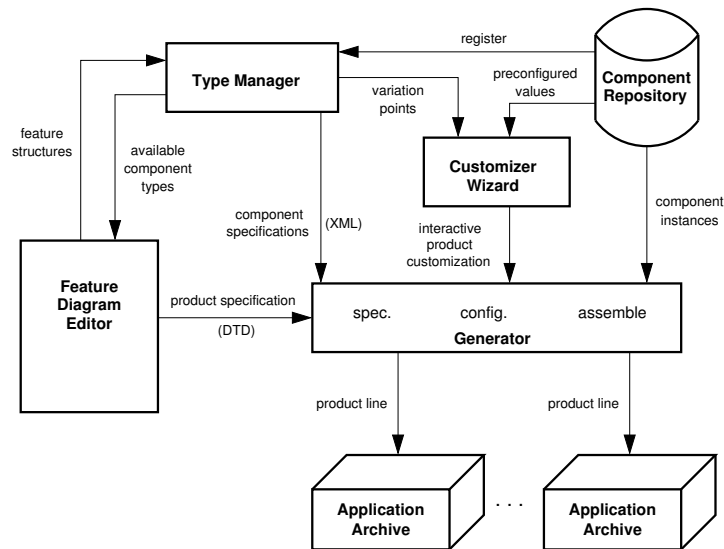 register
Type Manager
Component
Repository
preconfigured
values
variation
points
feature
structures
available
component
types
Customizer
Wizard
component
specifications
(XML)
interactive
product
customization
component
instances
Feature
Diagram
Editor
product specification
(DTD)
spec.
config.
assemble
Generator
product line
product line
Application
Archive
. . .
Application
Archive